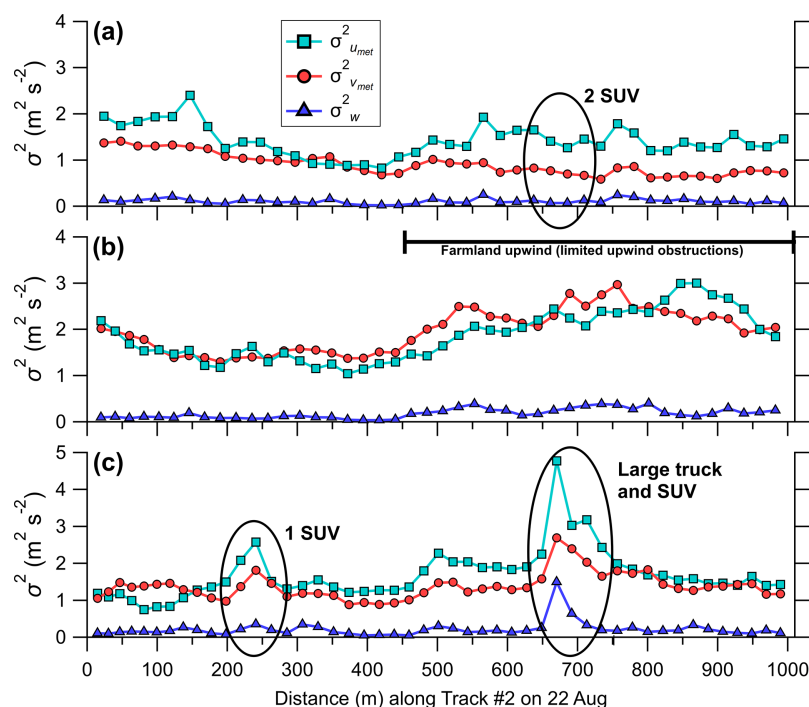 (a)
σ² (m² s⁻²)
4
3
2
1
0
σ²u_met
σ²v_met
σ²w
2 SUV
Farmland upwind (limited upwind obstructions)
(b)
σ² (m² s⁻²)
4
3
2
1
0
(c)
σ² (m² s⁻²)
5
4
3
2
1
0
1 SUV
Large truck
and SUV
0 100 200 300 400 500 600 700 800 900 1000
Distance (m) along Track #2 on 22 Aug